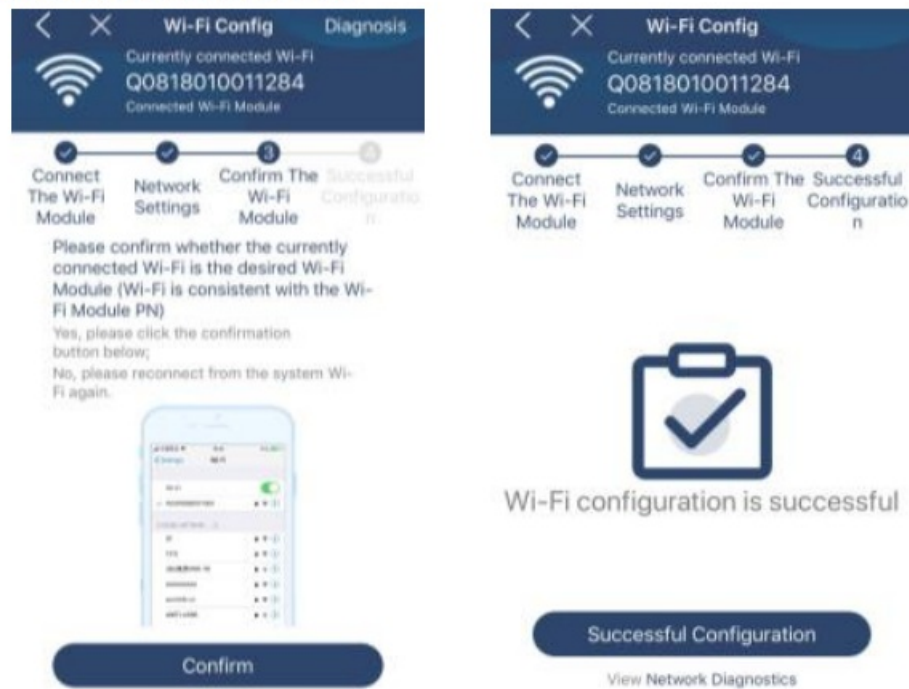 Wi-Fi Config Diagnosis
Currently connected Wi-Fi
Q0818010011284
Connected Wi-Fi Module
3
4
Connect
The Wi-Fi
Module
Network
Settings
Confirm The
Wi-Fi
Module
Successful
Configuratio
n
Please confirm whether the currently
connected Wi-Fi is the desired Wi-Fi
Module (Wi-Fi is consistent with the Wi-
Fi Module PN)
Yes, please click the confirmation
button below;
No, please reconnect from the system Wi-
Fi again.
Confirm
Wi-Fi Config
Currently connected Wi-Fi
Q0818010011284
Connected Wi-Fi Module
4
Connect
The Wi-Fi
Module
Network
Settings
Confirm The
Wi-Fi
Module
Successful
Configuratio
n
Wi-Fi configuration is successful
Successful Configuration
View Network Diagnostics